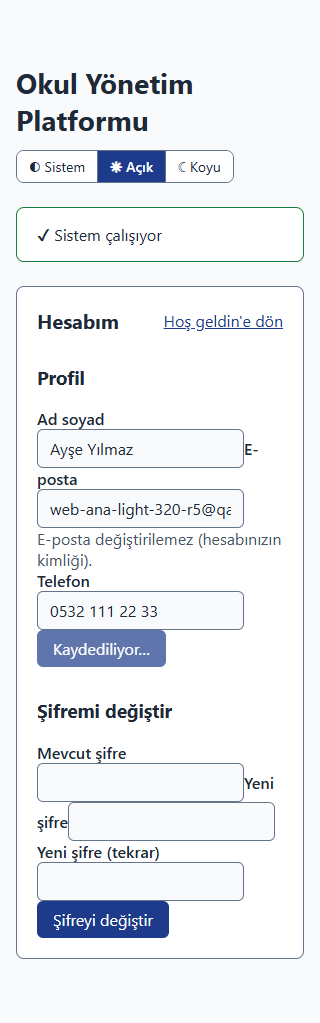 Okul Yönetim
Platformu
Sistem
Açık
Koyu
✓ Sistem çalışıyor
Hesabım
Hoş geldin'e dön
Profil
Ad soyad
Ayşe Yılmaz
E-
posta
web-ana-light-320-r5@qa
E-posta değiştirilemez (hesabınızın
kimliği).
Telefon
0532 111 22 33
Kaydediliyor...
Şifremi değiştir
Mevcut şifre
Yeni
şifre
Yeni şifre (tekrar)
Şifreyi değiştir